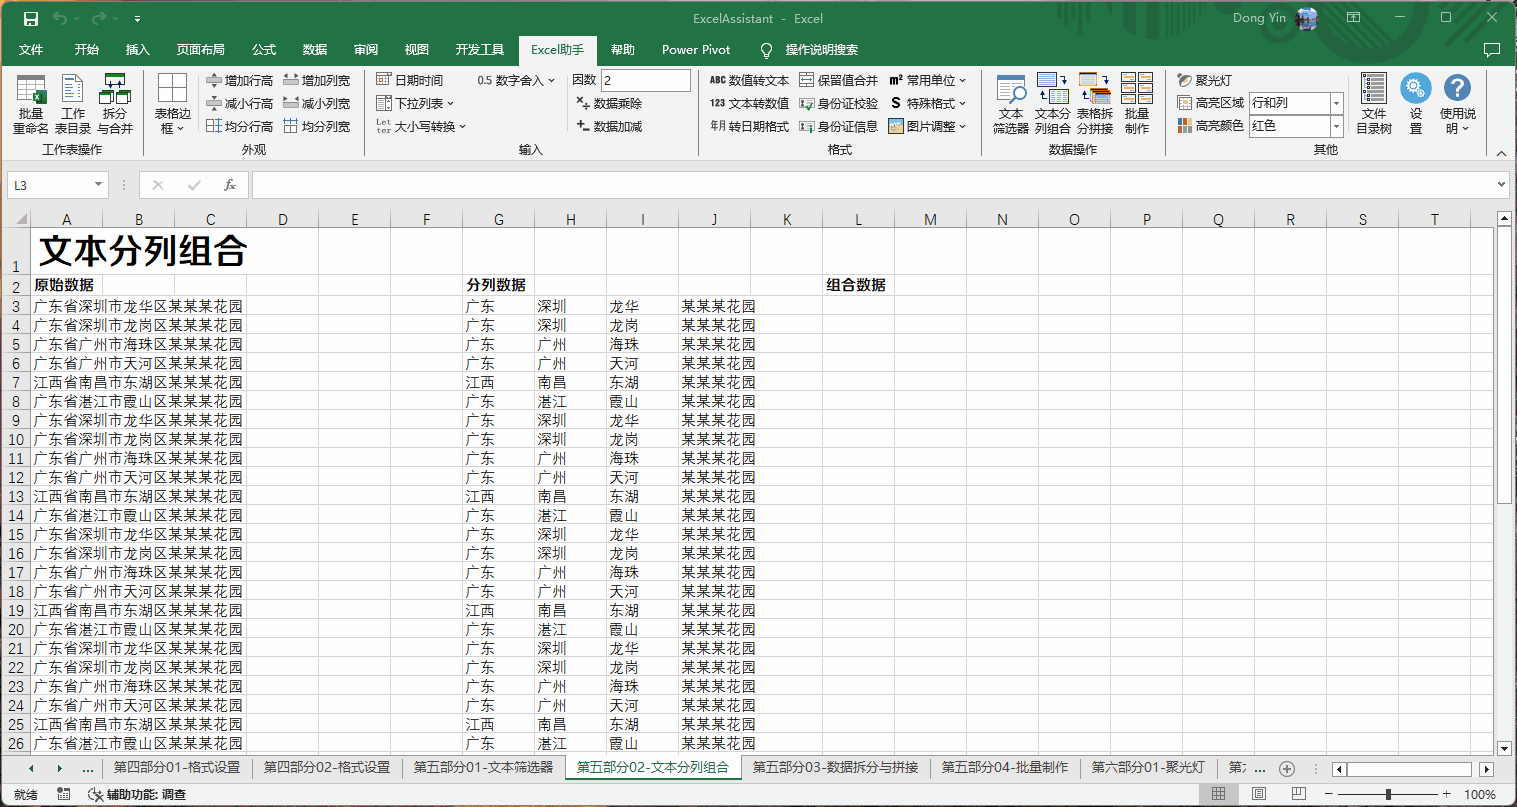 ExcelAssistant - Excel
Dong Yin
文件 开始 插入 页面布局 公式 数据 审阅 视图 开发工具 Excel助手 帮助 Power Pivot 操作说明搜索
批量
重命名
工作
表目录
拆分
与合并
工作表操作
表格边
框
增加行高 增加列宽
减小行高 减小列宽
均分行高 均分列宽
外观
日期时间 0.5 数字舍入 因数 2
下拉列表 数据乘除
Let
ter 大小写转换 数据加减
输入
ABC 数值转文本 保留值合并 m² 常用单位
123 文本转数值 身份证校验 S 特殊格式
年月 转日期格式 身份证信息 图片调整
格式
文本
筛选器
文本分
列组合
表格拆
分拼接
批量
制作
数据操作
聚光灯
高亮区域 行和列
高亮颜色 红色
文件
目录树
设
置
使用说
明
其他
L3 fx
A B C D E F G H I J K L M N O P Q R S T
1 文本分列组合
2 原始数据 分列数据 组合数据
3 广东省深圳市龙华区某某某花园 广东 深圳 龙华 某某某花园
4 广东省深圳市龙岗区某某某花园 广东 深圳 龙岗 某某某花园
5 广东省广州市海珠区某某某花园 广东 广州 海珠 某某某花园
6 广东省广州市天河区某某某花园 广东 广州 天河 某某某花园
7 江西省南昌市东湖区某某某花园 江西 南昌 东湖 某某某花园
8 广东省湛江市霞山区某某某花园 广东 湛江 霞山 某某某花园
9 广东省深圳市龙华区某某某花园 广东 深圳 龙华 某某某花园
10 广东省深圳市龙岗区某某某花园 广东 深圳 龙岗 某某某花园
11 广东省广州市海珠区某某某花园 广东 广州 海珠 某某某花园
12 广东省广州市天河区某某某花园 广东 广州 天河 某某某花园
13 江西省南昌市东湖区某某某花园 江西 南昌 东湖 某某某花园
14 广东省湛江市霞山区某某某花园 广东 湛江 霞山 某某某花园
15 广东省深圳市龙华区某某某花园 广东 深圳 龙华 某某某花园
16 广东省深圳市龙岗区某某某花园 广东 深圳 龙岗 某某某花园
17 广东省广州市海珠区某某某花园 广东 广州 海珠 某某某花园
18 广东省广州市天河区某某某花园 广东 广州 天河 某某某花园
19 江西省南昌市东湖区某某某花园 江西 南昌 东湖 某某某花园
20 广东省湛江市霞山区某某某花园 广东 湛江 霞山 某某某花园
21 广东省深圳市龙华区某某某花园 广东 深圳 龙华 某某某花园
22 广东省深圳市龙岗区某某某花园 广东 深圳 龙岗 某某某花园
23 广东省广州市海珠区某某某花园 广东 广州 海珠 某某某花园
24 广东省广州市天河区某某某花园 广东 广州 天河 某某某花园
25 江西省南昌市东湖区某某某花园 江西 南昌 东湖 某某某花园
26 广东省湛江市霞山区某某某花园 广东 湛江 霞山 某某某花园
... 第四部分01-格式设置 第四部分02-格式设置 第五部分01-文本筛选器 第五部分02-文本分列组合 第五部分03-数据拆分与拼接 第五部分04-批量制作 第六部分01-聚光灯 第 ...
就绪 辅助功能: 调查 100%